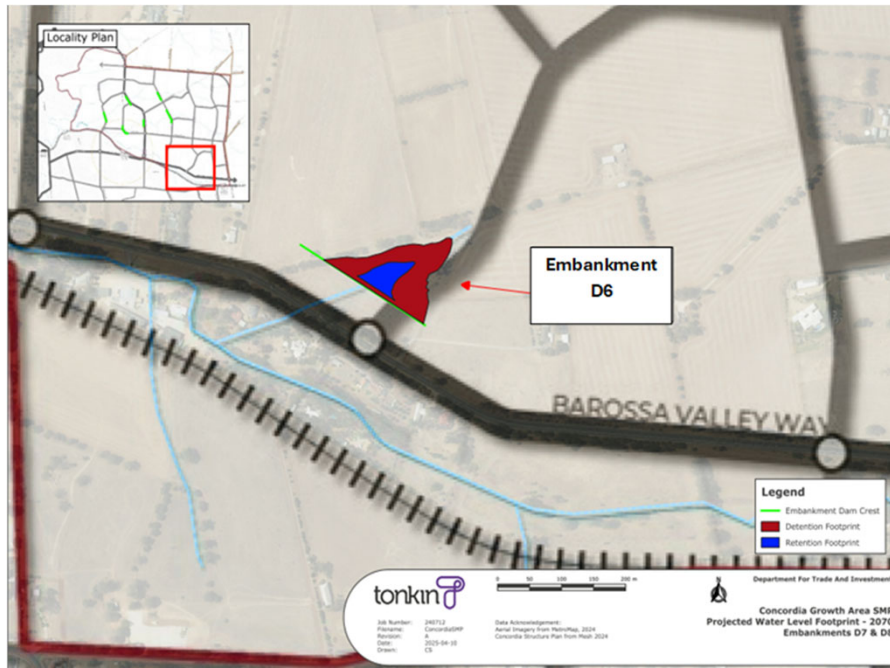 Locality Plan
Embankment
D6
BAROSSA VALLEY WAY
Legend
Embankment Dam Crest
Detention Footprint
Retention Footprint
tonkin
0 50 100 150 200 m
N
Department For Trade And Investment
Job Number: 240712
Filename: ConcordiaSMP
Revision: A
Date: 2025-04-10
Drawn: CS
Data Acknowledgement:
Aerial Imagery from MetroMap, 2024
Concordia Structure Plan from Mesh 2024
Concordia Growth Area SMP
Projected Water Level Footprint - 2070
Embankments D7 & D8